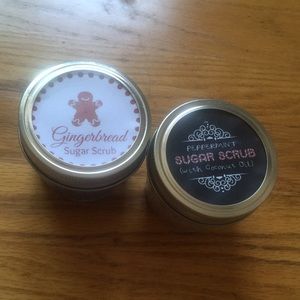 Gingerbread
Sugar Scrub
PEPPERMINT
SUGAR SCRUB
(with Coconut Oil)